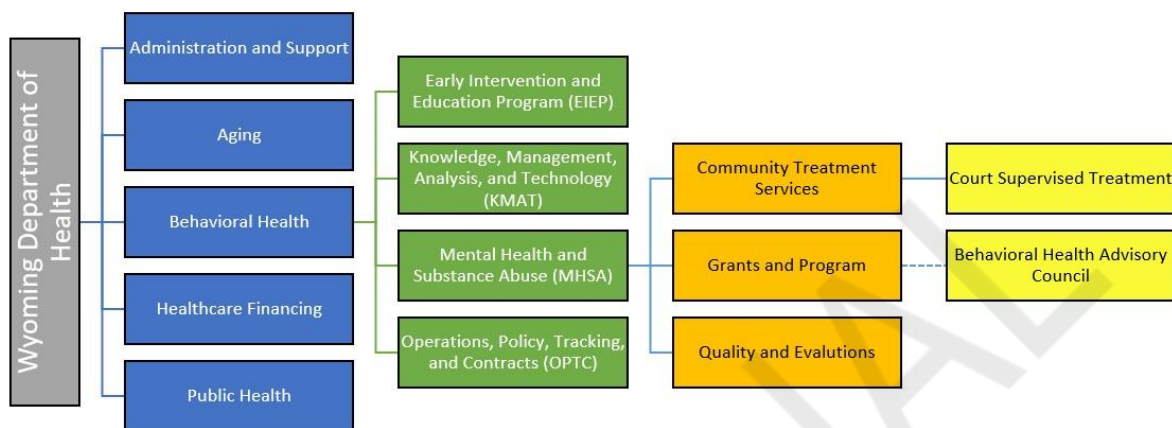 Wyoming Department of
Health
Administration and Support
Aging
Behavioral Health
Healthcare Financing
Public Health
Early Intervention and
Education Program (EIEP)
Knowledge, Management,
Analysis, and Technology
(KMAT)
Mental Health and
Substance Abuse (MHSA)
Operations, Policy, Tracking,
and Contracts (OPTC)
Community Treatment
Services
Grants and Program
Quality and Evalutions
Court Supervised Treatment
Behavioral Health Advisory
Council
IAL